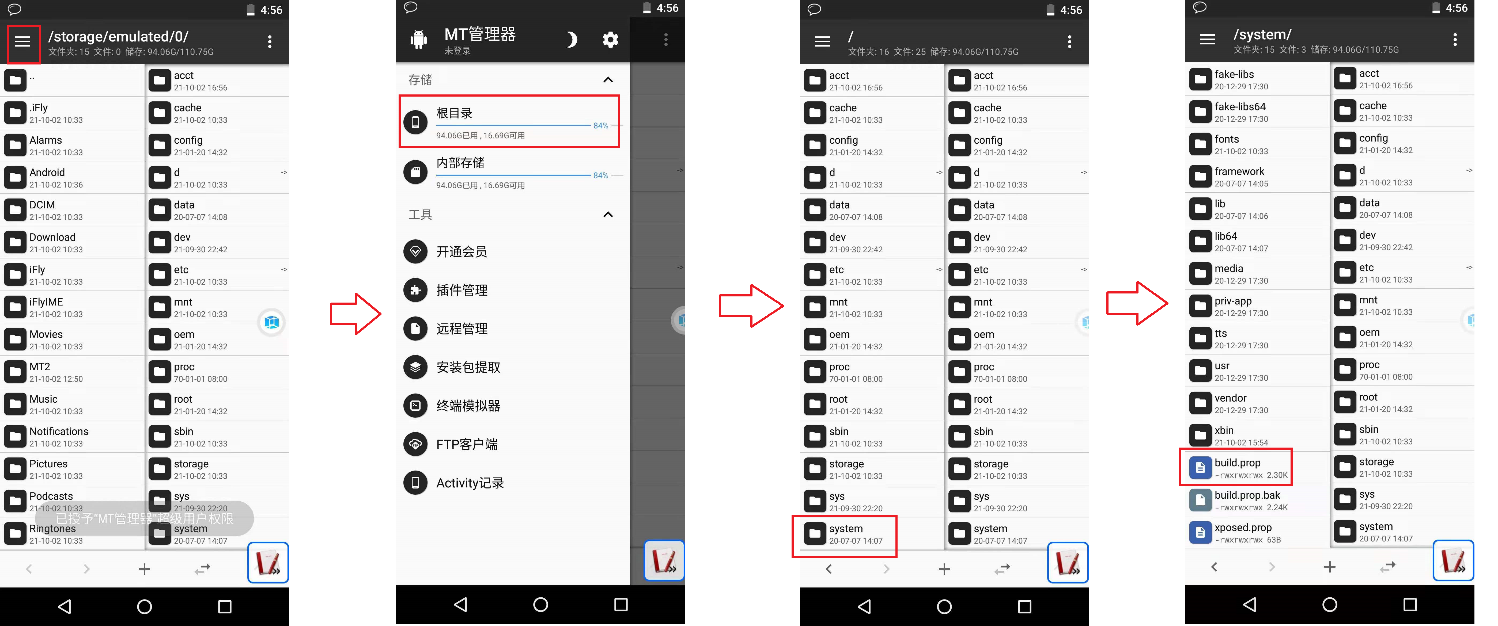 4:56
/storage/emulated/0/
文件夹: 15 文件: 0 储存: 94.06G/110.75G
..
.iFly
21-10-02 10:33
Alarms
21-10-02 10:33
Android
21-10-02 10:36
DCIM
21-10-02 10:33
Download
21-10-02 10:33
iFly
21-10-02 10:33
iFlyIME
21-10-02 10:33
Movies
21-10-02 10:33
MT2
21-10-02 12:50
Music
21-10-02 10:33
Notifications
21-10-02 10:33
Pictures
21-10-02 10:33
Podcasts
21-10-02 10:33
Ringtones
21-10-02 10:33
acct
21-10-02 16:56
cache
21-10-02 10:33
config
21-01-20 14:32
d ->
21-10-02 10:33
data
20-07-07 14:08
dev
21-09-30 22:42
etc ->
21-10-02 10:33
mnt
21-10-02 10:33
oem
21-01-20 14:32
proc
70-01-01 08:00
root
21-01-20 14:32
sbin
21-10-02 10:33
storage
21-10-02 10:33
sys
21-09-30 22:20
system
20-07-07 14:07
已授予“MT管理器”超级用户权限
4:56
MT管理器
未登录
存储
根目录
84%
94.06G已用 , 16.69G可用
内部存储
84%
94.06G已用 , 16.69G可用
工具
开通会员
插件管理
远程管理
安装包提取
终端模拟器
FTP客户端
Activity记录
->
->
4:56
/
文件夹: 16 文件: 25 储存: 94.06G/110.75G
acct
21-10-02 16:56
cache
21-10-02 10:33
config
21-01-20 14:32
d ->
21-10-02 10:33
data
20-07-07 14:08
dev
21-09-30 22:42
etc ->
21-10-02 10:33
mnt
21-10-02 10:33
oem
21-01-20 14:32
proc
70-01-01 08:00
root
21-01-20 14:32
sbin
21-10-02 10:33
storage
21-10-02 10:33
sys
21-09-30 22:20
system
20-07-07 14:07
acct
21-10-02 16:56
cache
21-10-02 10:33
config
21-01-20 14:32
d ->
21-10-02 10:33
data
20-07-07 14:08
dev
21-09-30 22:42
etc ->
21-10-02 10:33
mnt
21-10-02 10:33
oem
21-01-20 14:32
proc
70-01-01 08:00
root
21-01-20 14:32
sbin
21-10-02 10:33
storage
21-10-02 10:33
sys
21-09-30 22:20
system
20-07-07 14:07
4:56
/system/
文件夹: 15 文件: 3 储存: 94.06G/110.75G
fake-libs
20-12-29 17:30
fake-libs64
20-12-29 17:30
fonts
21-10-02 10:33
framework
20-07-07 14:05
lib
20-07-07 14:06
lib64
20-07-07 14:07
media
21-10-02 10:33
priv-app
20-12-29 17:30
tts
20-12-29 17:30
usr
20-12-29 17:30
vendor
20-12-29 17:30
xbin
21-10-02 15:54
build.prop
-rwxrwxrwx 2.30K
build.prop.bak
-rwxrwxrwx 2.24K
xposed.prop
-rwxrwxrwx 63B
acct
21-10-02 16:56
cache
21-10-02 10:33
config
21-01-20 14:32
d ->
21-10-02 10:33
data
20-07-07 14:08
dev
21-09-30 22:42
etc ->
21-10-02 10:33
mnt
21-10-02 10:33
oem
21-01-20 14:32
proc
70-01-01 08:00
root
21-01-20 14:32
sbin
21-10-02 10:33
storage
21-10-02 10:33
sys
21-09-30 22:20
system
20-07-07 14:07